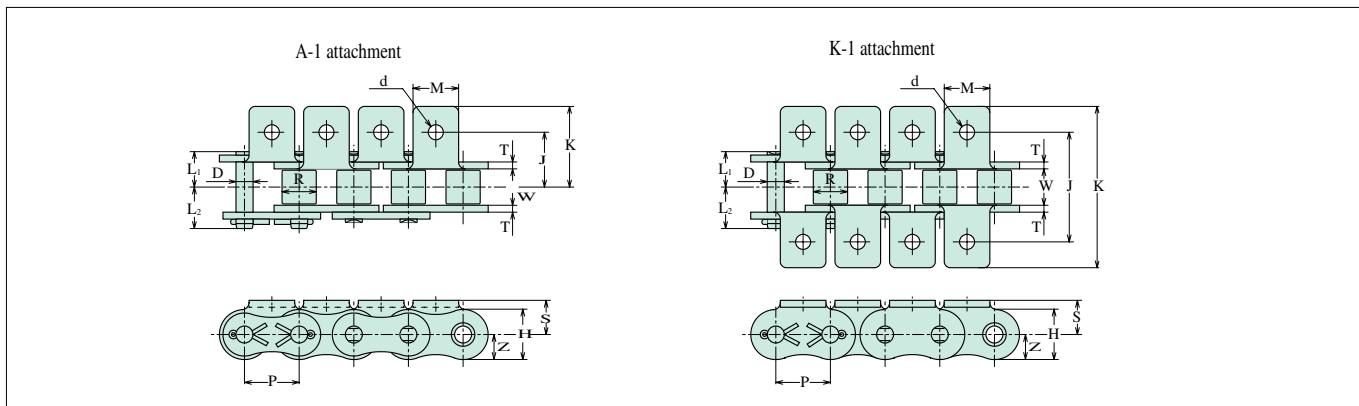 A-1 attachment
K-1 attachment
d
M
K
J
T
L1
D
R
W
L2
T
S
H
Z
P
d
M
T
L1
D
R
W
J
K
L2
T
S
H
Z
P